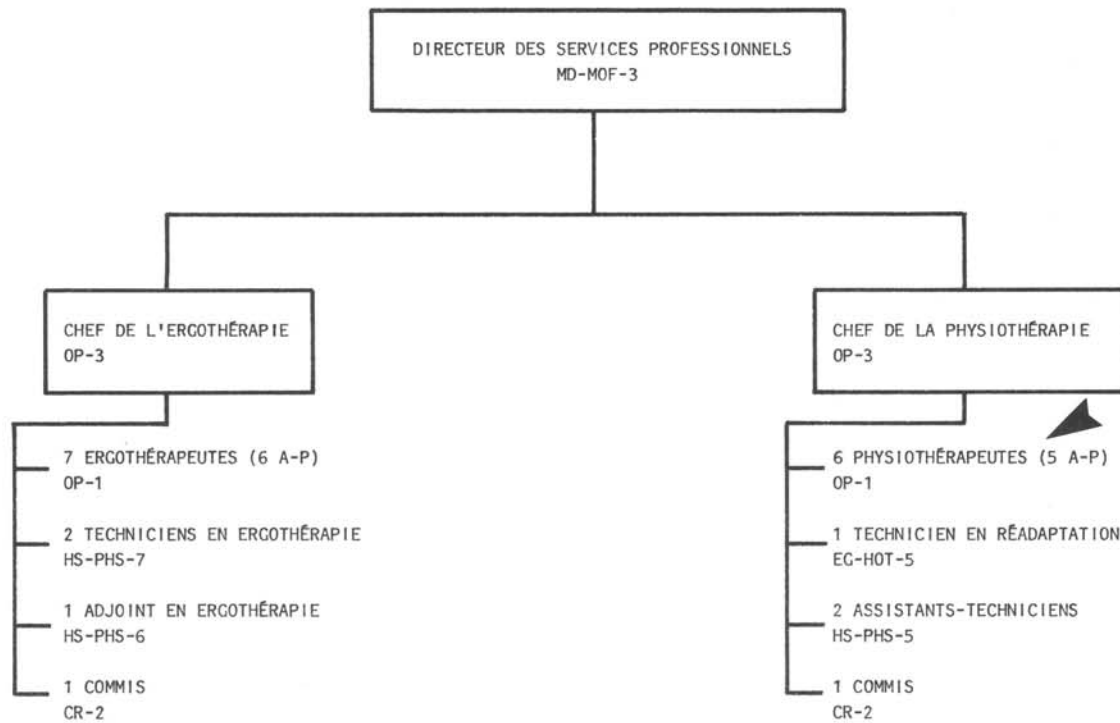 DIRECTEUR DES SERVICES PROFESSIONNELS
MD-MOF-3
CHEF DE L'ERGOTHÉRAPIE
OP-3
7 ERGOTHÉRAPEUTES (6 A-P)
OP-1
2 TECHNICIENS EN ERGOTHÉRAPIE
HS-PHS-7
1 ADJOINT EN ERGOTHÉRAPIE
HS-PHS-6
1 COMMIS
CR-2
CHEF DE LA PHYSIOTHÉRAPIE
OP-3
6 PHYSIOTHÉRAPEUTES (5 A-P)
OP-1
1 TECHNICIEN EN RÉADAPTATION
EG-HOT-5
2 ASSISTANTS-TECHNICIENS
HS-PHS-5
1 COMMIS
CR-2